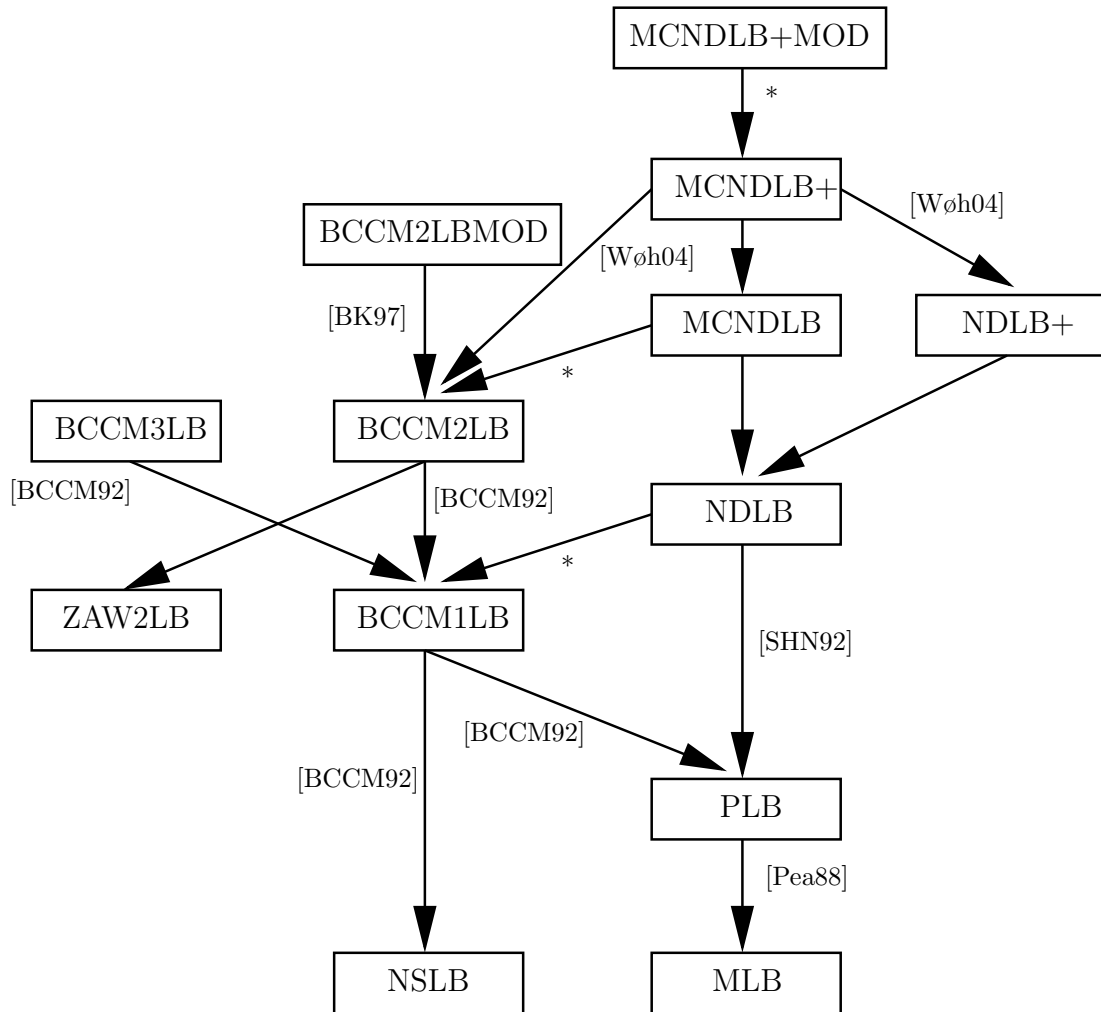 MCNDLB+MOD
*
MCNDLB+
[Wøh04]
BCCM2LBMOD
[Wøh04]
[BK97]
MCNDLB
NDLB+
*
BCCM3LB
BCCM2LB
[BCCM92]
[BCCM92]
NDLB
*
ZAW2LB
BCCM1LB
[SHN92]
[BCCM92]
[BCCM92]
PLB
[Pea88]
NSLB
MLB